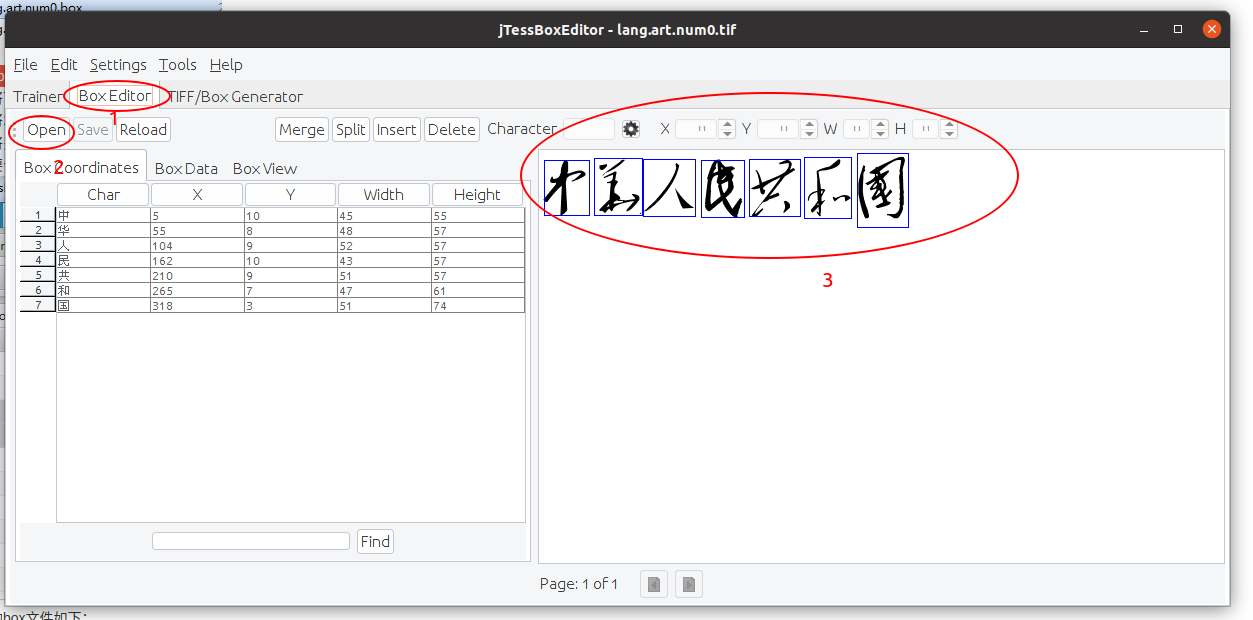 g.art.num0.box
jTessBoxEditor - lang.art.num0.tif
File Edit Settings Tools Help
Trainer Box Editor TIFF/Box Generator
1
Open Save Reload Merge Split Insert Delete Character X Y W H
2
Box Coordinates Box Data Box View
中華人民共和國
Char X Y Width Height
1 中 5 10 45 55
2 华 55 8 48 57
3 人 104 9 52 57
4 民 162 10 43 57
5 共 210 9 51 57
6 和 265 7 47 61
7 国 318 3 51 74
3
Find
Page: 1 of 1
box文件如下：